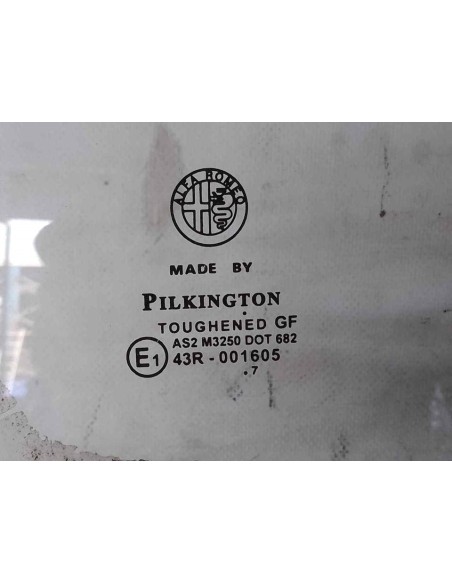 ALFA ROMEO
MADE BY
PILKINGTON
TOUGHENED GF
AS2 M3250 DOT 682
E1 43R - 001605
.7